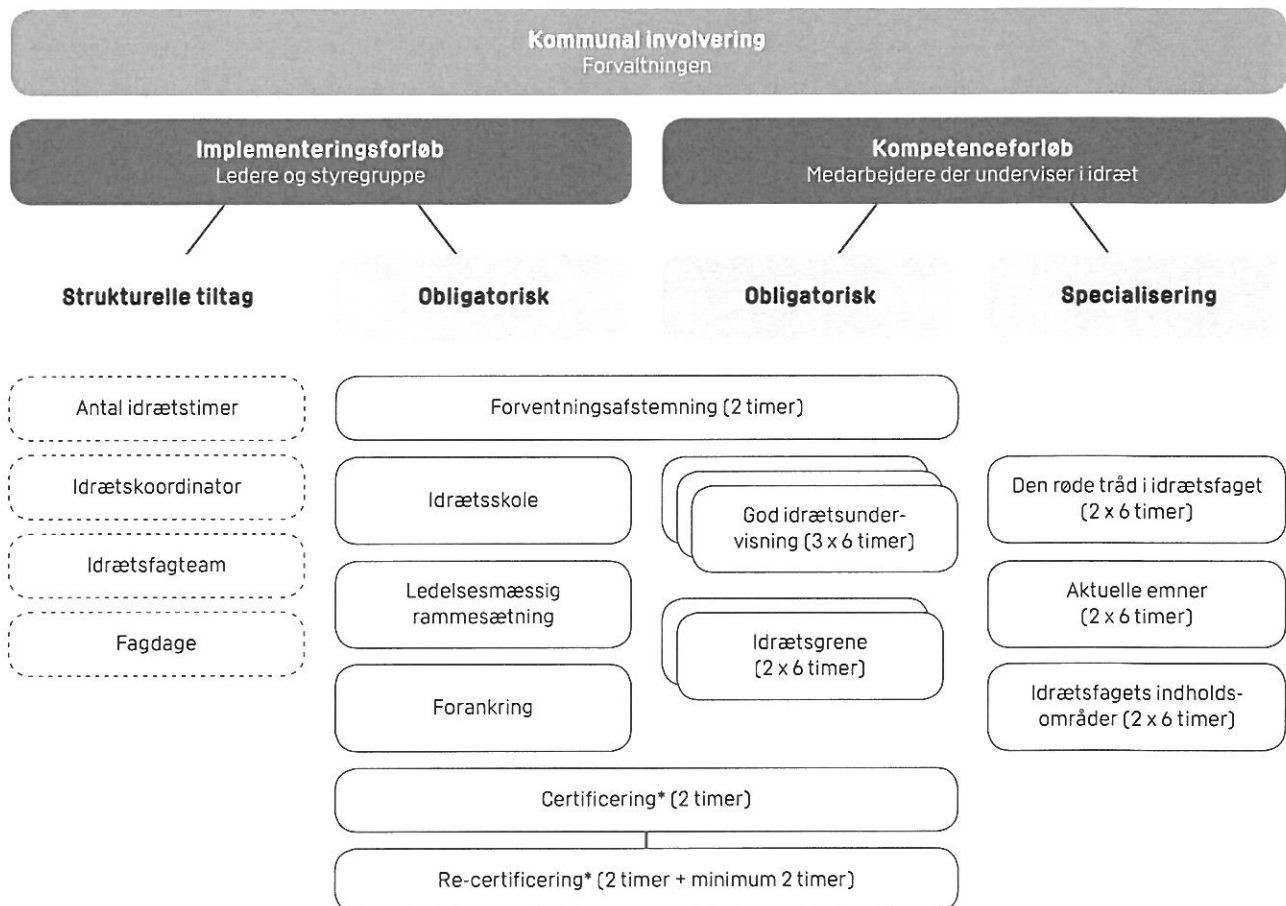 Kommunal involvering
Forvaltningen
Implementeringsforløb
Ledere og styregruppe
Kompetenceforløb
Medarbejdere der underviser i idræt
Strukturelle tiltag
Obligatorisk
Obligatorisk
Specialisering
Antal idrætstimer
Idrætskoordinator
Idrætsfagteam
Fagdage
Forventningsafstemning (2 timer)
Idrætsskole
Ledelsesmæssig
rammesætning
Forankring
God idrætsunder-
visning (3 x 6 timer)
Idrætsgrene
(2 x 6 timer)
Den røde tråd i idrætsfaget
(2 x 6 timer)
Aktuelle emner
(2 x 6 timer)
Idrætsfagets indholds-
områder (2 x 6 timer)
Certificering* (2 timer)
Re-certificering* (2 timer + minimum 2 timer)